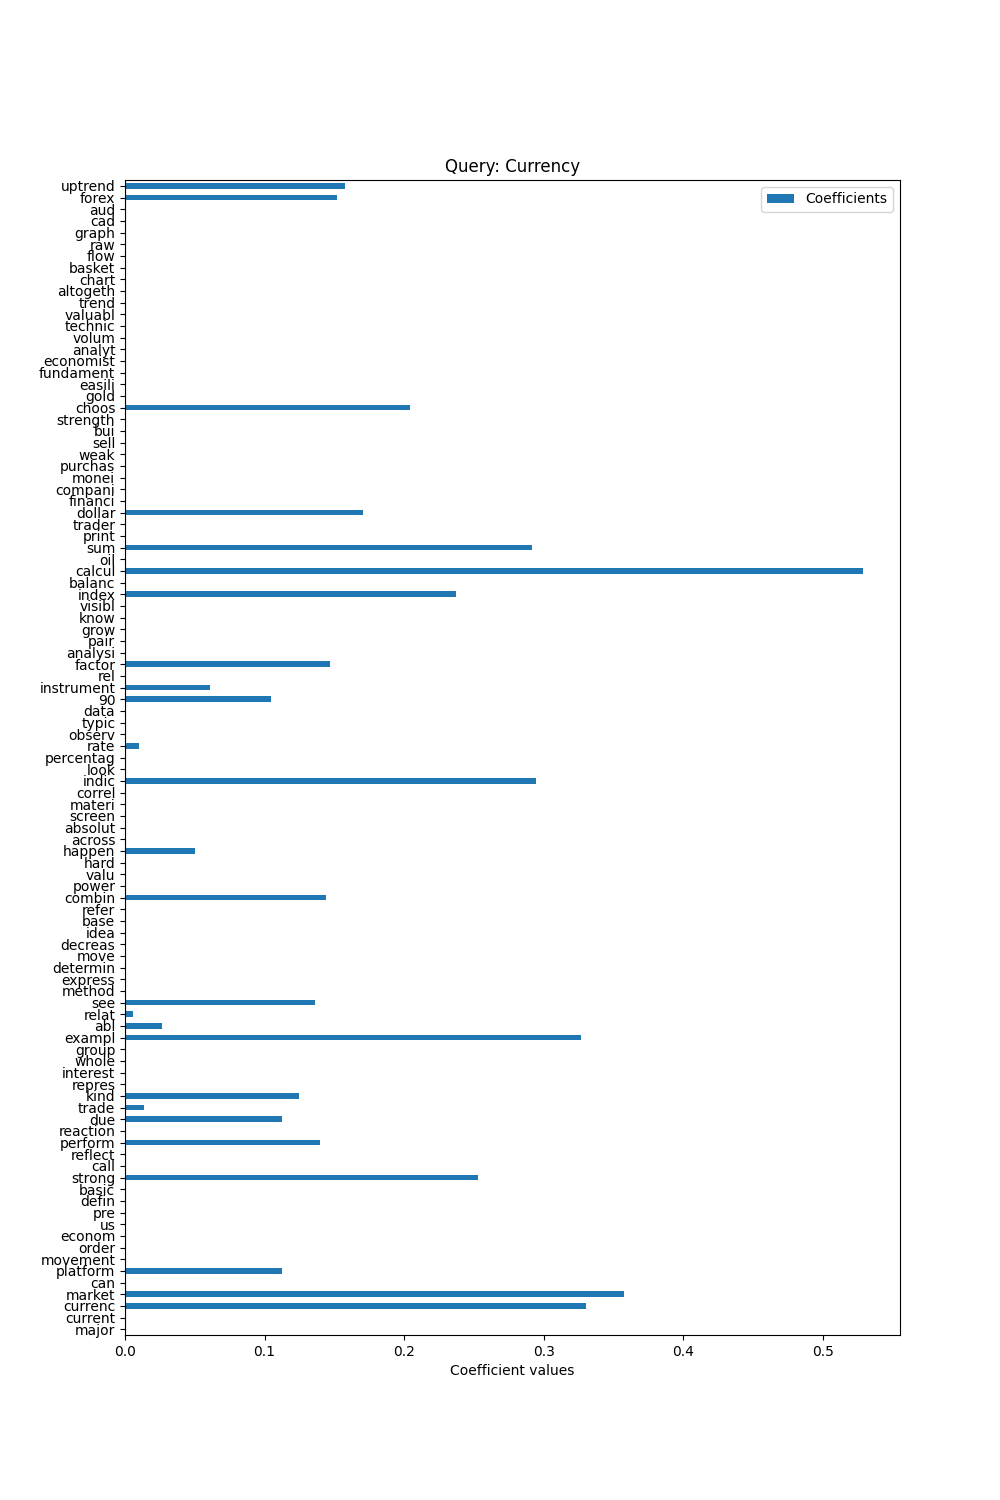 Query: Currency
Coefficients
uptrend
forex
aud
cad
graph
raw
flow
basket
chart
altogeth
trend
valuabl
technic
volum
analyt
economist
fundament
easili
gold
choos
strength
bui
sell
weak
purchas
monei
compani
financi
dollar
trader
print
sum
oil
calcul
balanc
index
visibl
know
grow
pair
analysi
factor
rel
instrument
90
data
typic
observ
rate
percentag
look
indic
correl
materi
screen
absolut
across
happen
hard
valu
power
combin
refer
base
idea
decreas
move
determin
express
method
see
relat
abl
exampl
group
whole
interest
repres
kind
trade
due
reaction
perform
reflect
call
strong
basic
defin
pre
us
econom
order
movement
platform
can
market
currenc
current
major
0.0 0.1 0.2 0.3 0.4 0.5
Coefficient values